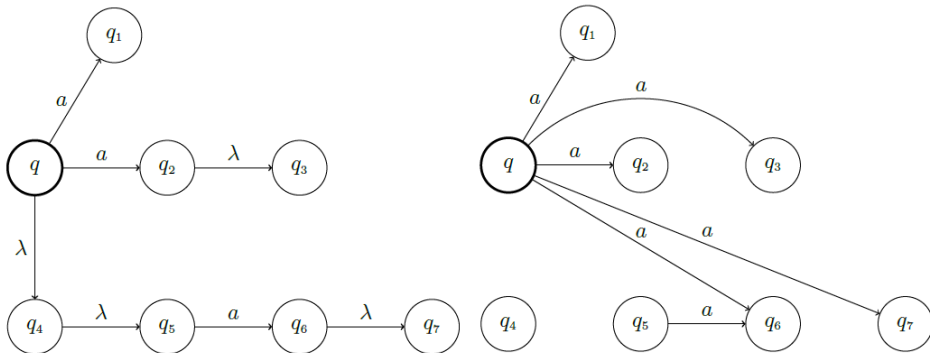 q₁ q₁
a a a
q a q₂ λ q₃ q a q₂ q₃
λ a a
q₄ λ q₅ a q₆ λ q₇ q₄ q₅ a q₆ q₇